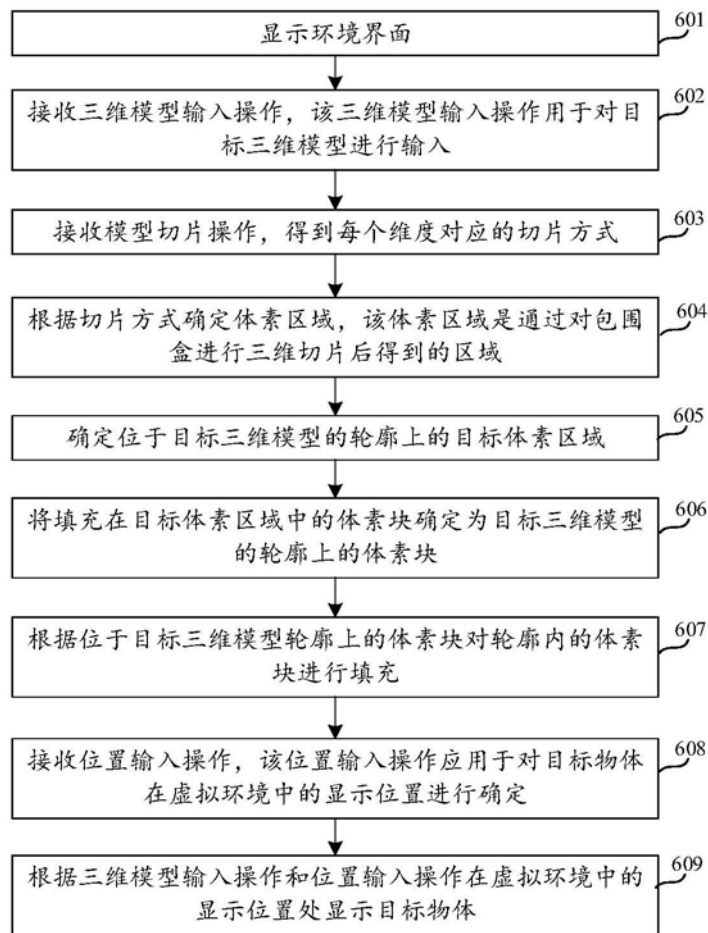 显示环境界面
601
接收三维模型输入操作，该三维模型输入操作用于对目
标三维模型进行输入
602
接收模型切片操作，得到每个维度对应的切片方式
603
根据切片方式确定体素区域，该体素区域是通过对包围
盒进行三维切片后得到的区域
604
确定位于目标三维模型的轮廓上的目标体素区域
605
将填充在目标体素区域中的体素块确定为目标三维模型
的轮廓上的体素块
606
根据位于目标三维模型轮廓上的体素块对轮廓内的体素
块进行填充
607
接收位置输入操作，该位置输入操作应用于对目标物体
在虚拟环境中的显示位置进行确定
608
根据三维模型输入操作和位置输入操作在虚拟环境中的
显示位置处显示目标物体
609